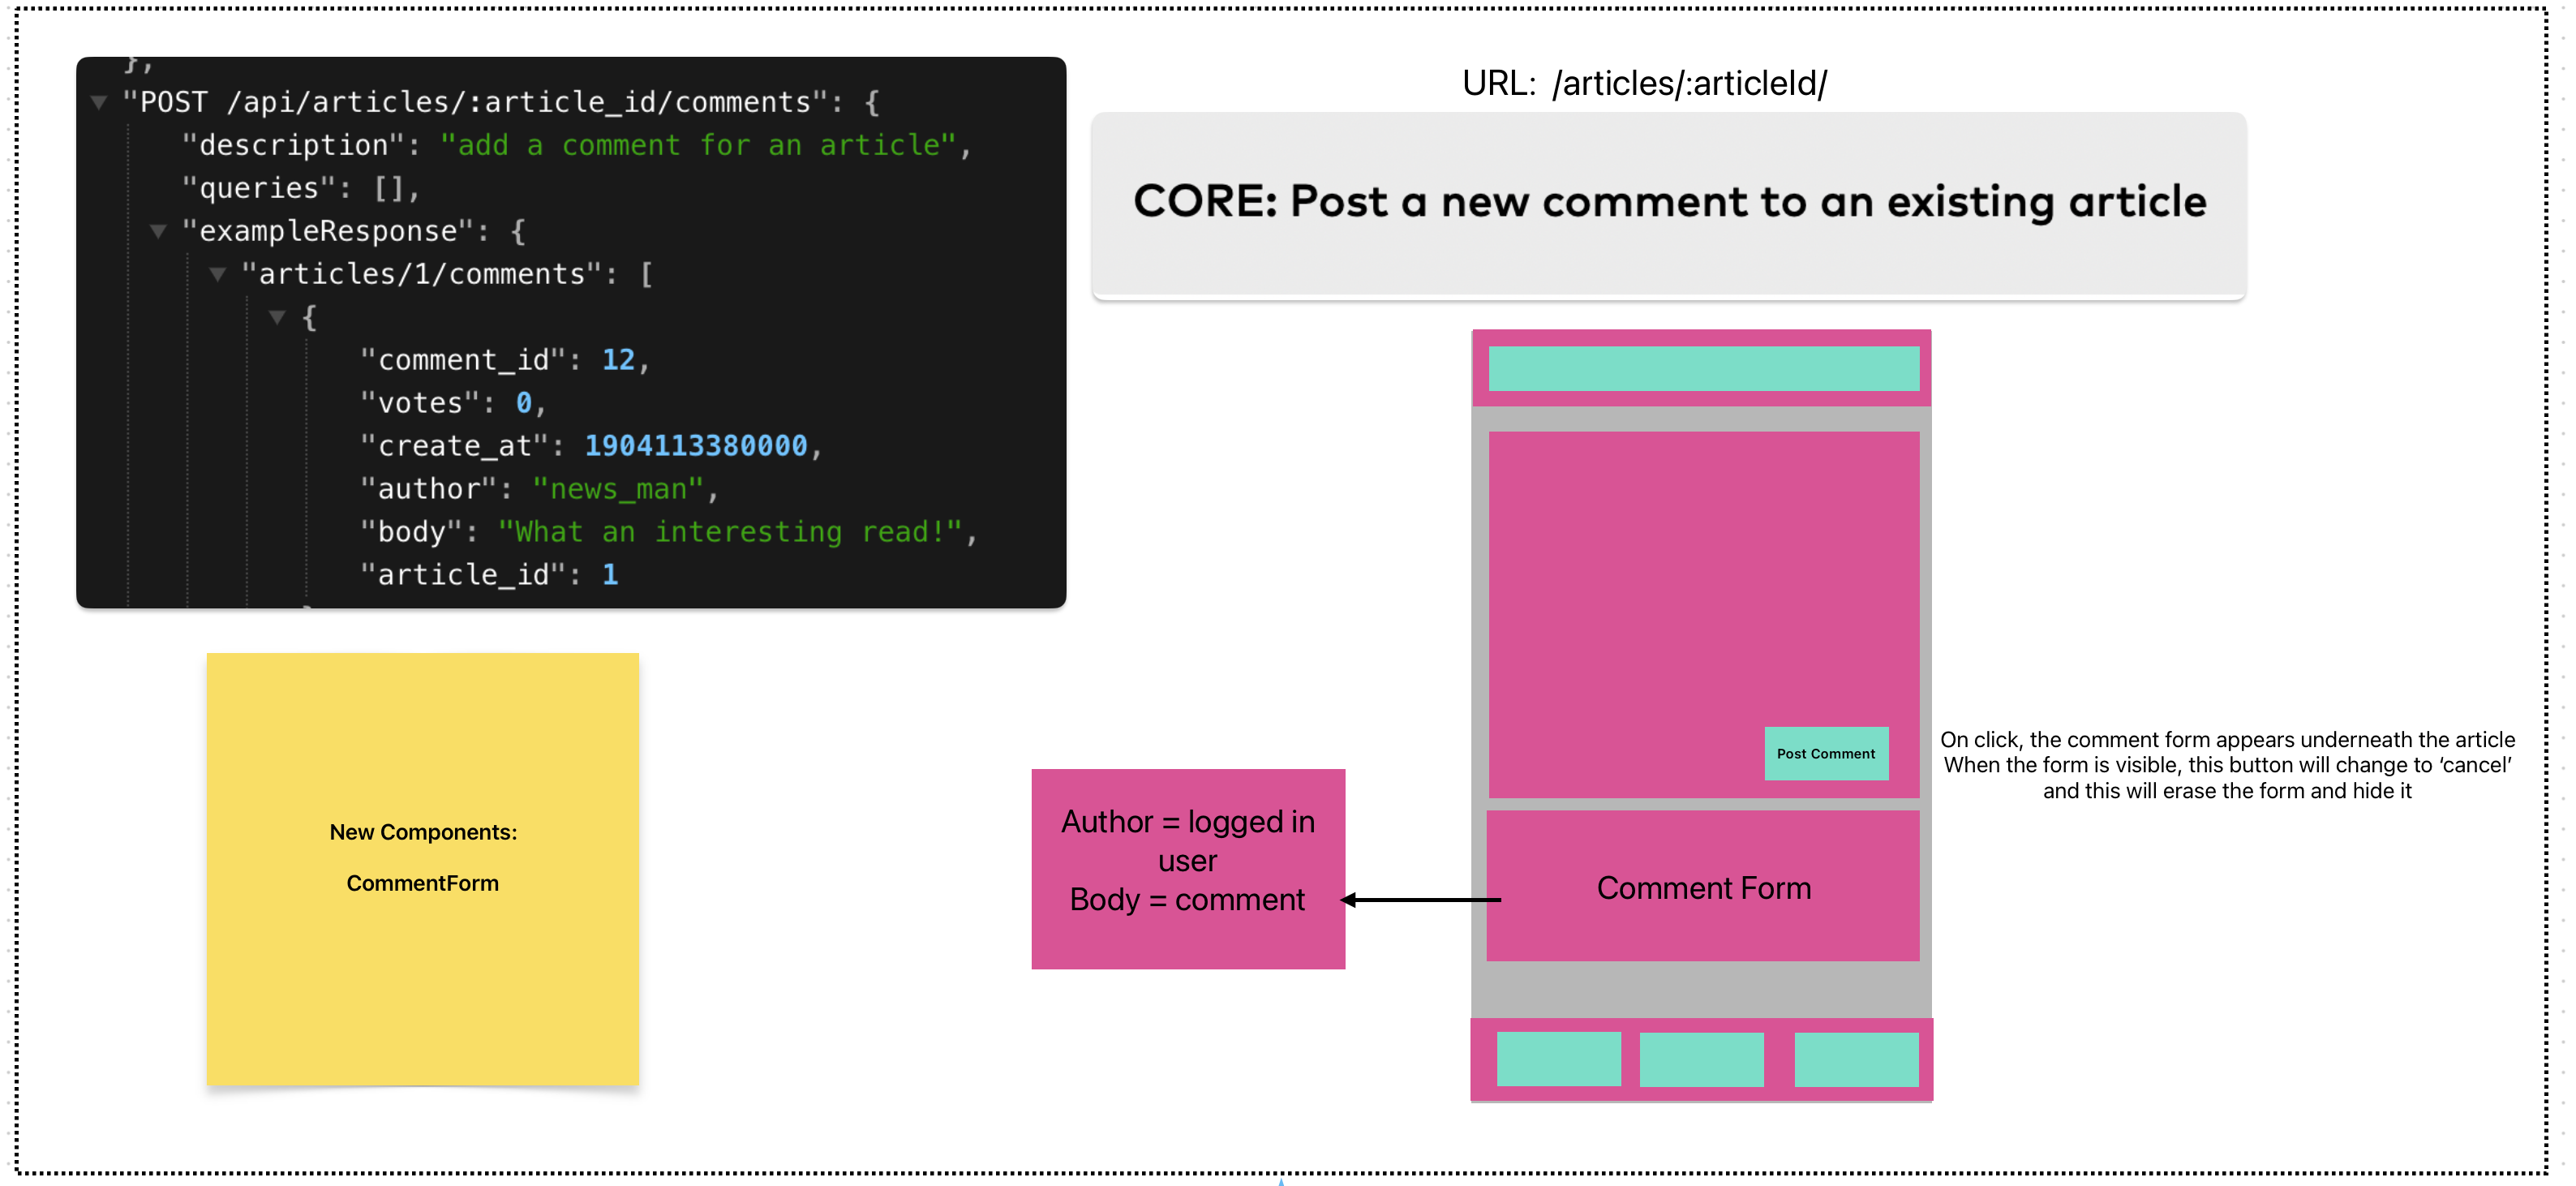 },
"POST /api/articles/:article_id/comments": {
"description": "add a comment for an article",
"queries": [],
"exampleResponse": {
"articles/1/comments": [
{
"comment_id": 12,
"votes": 0,
"create_at": 1904113380000,
"author": "news_man",
"body": "What an interesting read!",
"article_id": 1
URL: /articles/:articleId/
CORE: Post a new comment to an existing article
Post Comment
On click, the comment form appears underneath the article
When the form is visible, this button will change to ‘cancel’
and this will erase the form and hide it
New Components:
CommentForm
Author = logged in
user
Body = comment
Comment Form